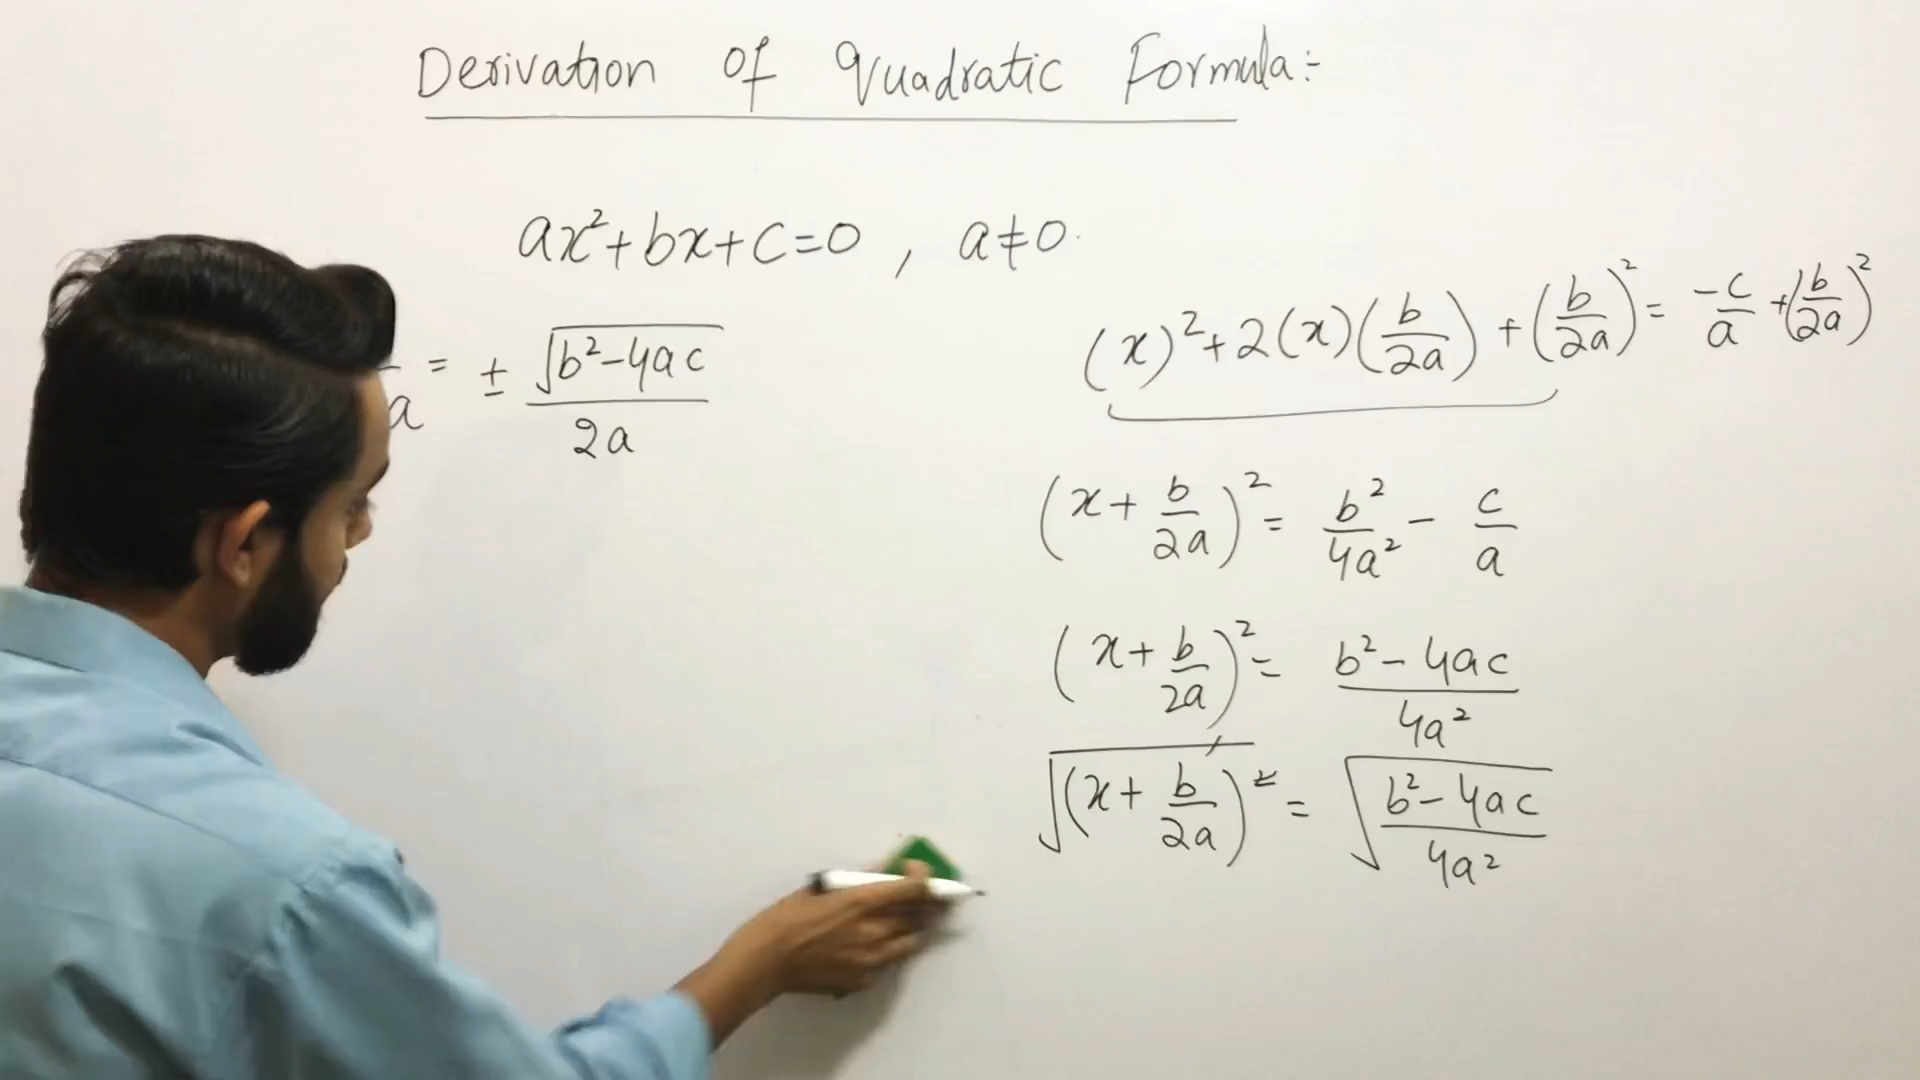 Derivation of Quadratic Formula:-
ax²+bx+c=0 , a≠0.
a = ± √(b²-4ac)/2a
(x)²+2(x)(b/2a)+(b/2a)²= -c/a +(b/2a)²
(x+b/2a)²= b²/4a² - c/a
(x+b/2a)²= (b²-4ac)/4a²
√(x+b/2a)² = √((b²-4ac)/4a²)